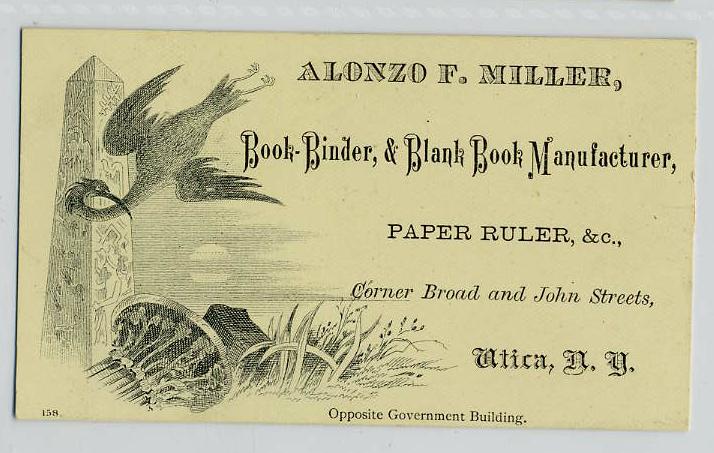 ALONZO F. MILLER,
Book-Binder, & Blank Book Manufacturer,
PAPER RULER, &c.,
Corner Broad and John Streets,
Utica, N. Y.
158
Opposite Government Building.